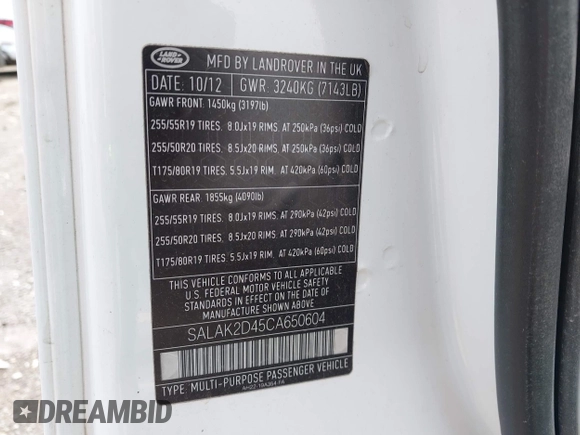 LAND
ROVER
MFD BY LANDROVER IN THE UK
DATE: 10/12 GWR: 3240KG (7143LB)
GAWR FRONT: 1450kg (3197lb)
255/55R19 TIRES. 8.0Jx19 RIMS. AT 250kPa (36psi) COLD
255/50R20 TIRES. 8.5Jx20 RIMS. AT 250kPa (36psi) COLD
T175/80R19 TIRES. 5.5Jx19 RIM. AT 420kPa (60psi) COLD
GAWR REAR: 1855kg (4090lb)
255/55R19 TIRES. 8.0Jx19 RIMS. AT 290kPa (42psi) COLD
255/50R20 TIRES. 8.5Jx20 RIMS. AT 290kPa (42psi) COLD
T175/80R19 TIRES. 5.5Jx19 RIM. AT 420kPa (60psi) COLD
THIS VEHICLE CONFORMS TO ALL APPLICABLE
U.S. FEDERAL MOTOR VEHICLE SAFETY
STANDARDS IN EFFECT ON THE DATE OF
MANUFACTURE SHOWN ABOVE.
SALAK2D45CA650604
TYPE: MULTI-PURPOSE PASSENGER VEHICLE
DREAMBID